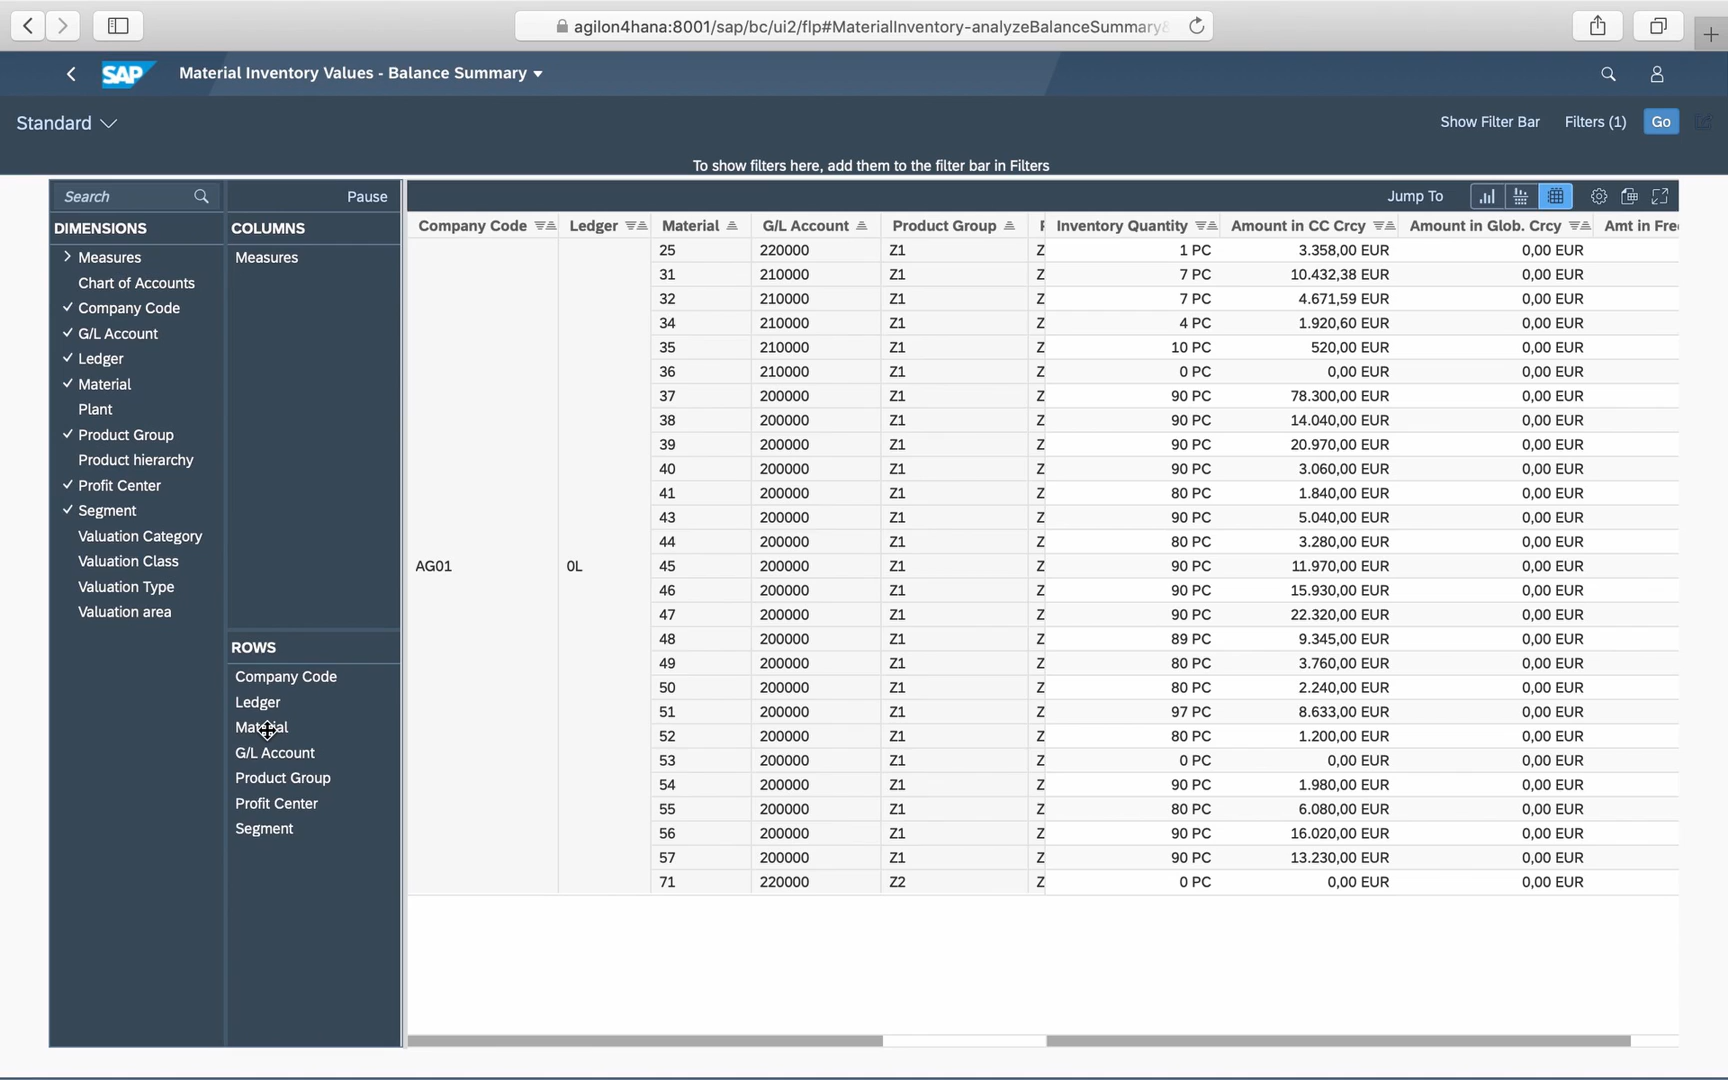 agilon4hana:8001/sap/bc/ui2/flp#MaterialInventory-analyzeBalanceSummary
SAP Material Inventory Values - Balance Summary
Standard
Show Filter Bar Filters (1) Go
To show filters here, add them to the filter bar in Filters
Search
Pause
Jump To
DIMENSIONS
Measures
Chart of Accounts
Company Code
G/L Account
Ledger
Material
Plant
Product Group
Product hierarchy
Profit Center
Segment
Valuation Category
Valuation Class
Valuation Type
Valuation area
COLUMNS
Measures
ROWS
Company Code
Ledger
Material
G/L Account
Product Group
Profit Center
Segment
Company Code Ledger Material G/L Account Product Group Inventory Quantity Amount in CC Crcy Amount in Glob. Crcy Amt in Free
25 220000 Z1 Z 1 PC 3.358,00 EUR 0,00 EUR
31 210000 Z1 Z 7 PC 10.432,38 EUR 0,00 EUR
32 210000 Z1 Z 7 PC 4.671,59 EUR 0,00 EUR
34 210000 Z1 Z 4 PC 1.920,60 EUR 0,00 EUR
35 210000 Z1 Z 10 PC 520,00 EUR 0,00 EUR
36 210000 Z1 Z 0 PC 0,00 EUR 0,00 EUR
37 200000 Z1 Z 90 PC 78.300,00 EUR 0,00 EUR
38 200000 Z1 Z 90 PC 14.040,00 EUR 0,00 EUR
39 200000 Z1 Z 90 PC 20.970,00 EUR 0,00 EUR
40 200000 Z1 Z 90 PC 3.060,00 EUR 0,00 EUR
41 200000 Z1 Z 80 PC 1.840,00 EUR 0,00 EUR
43 200000 Z1 Z 90 PC 5.040,00 EUR 0,00 EUR
44 200000 Z1 Z 80 PC 3.280,00 EUR 0,00 EUR
AG01 0L 45 200000 Z1 Z 90 PC 11.970,00 EUR 0,00 EUR
46 200000 Z1 Z 90 PC 15.930,00 EUR 0,00 EUR
47 200000 Z1 Z 90 PC 22.320,00 EUR 0,00 EUR
48 200000 Z1 Z 89 PC 9.345,00 EUR 0,00 EUR
49 200000 Z1 Z 80 PC 3.760,00 EUR 0,00 EUR
50 200000 Z1 Z 80 PC 2.240,00 EUR 0,00 EUR
51 200000 Z1 Z 97 PC 8.633,00 EUR 0,00 EUR
52 200000 Z1 Z 80 PC 1.200,00 EUR 0,00 EUR
53 200000 Z1 Z 0 PC 0,00 EUR 0,00 EUR
54 200000 Z1 Z 90 PC 1.980,00 EUR 0,00 EUR
55 200000 Z1 Z 80 PC 6.080,00 EUR 0,00 EUR
56 200000 Z1 Z 90 PC 16.020,00 EUR 0,00 EUR
57 200000 Z1 Z 90 PC 13.230,00 EUR 0,00 EUR
71 220000 Z2 Z 0 PC 0,00 EUR 0,00 EUR